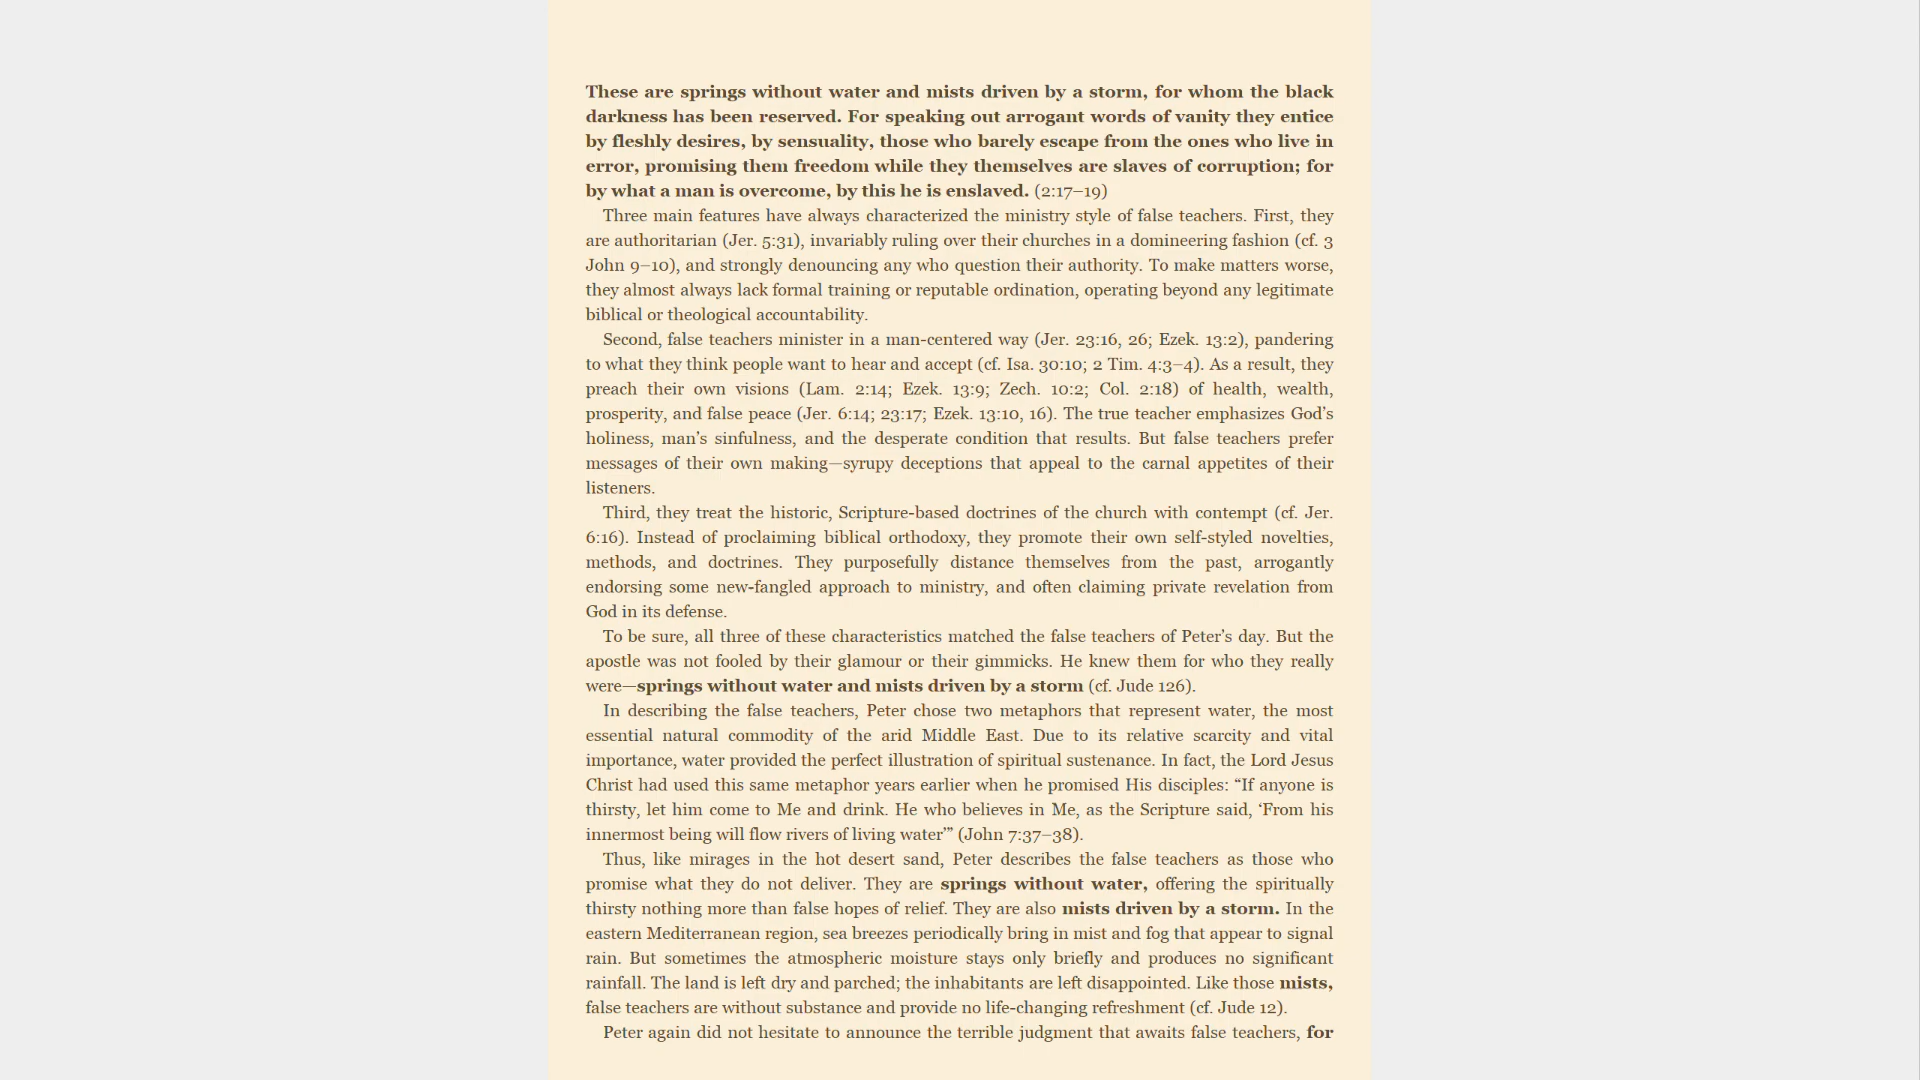 These are springs without water and mists driven by a storm, for whom the black
darkness has been reserved. For speaking out arrogant words of vanity they entice
by fleshly desires, by sensuality, those who barely escape from the ones who live in
error, promising them freedom while they themselves are slaves of corruption; for
by what a man is overcome, by this he is enslaved. (2:17–19)
Three main features have always characterized the ministry style of false teachers. First, they
are authoritarian (Jer. 5:31), invariably ruling over their churches in a domineering fashion (cf. 3
John 9–10), and strongly denouncing any who question their authority. To make matters worse,
they almost always lack formal training or reputable ordination, operating beyond any legitimate
biblical or theological accountability.
Second, false teachers minister in a man-centered way (Jer. 23:16, 26; Ezek. 13:2), pandering
to what they think people want to hear and accept (cf. Isa. 30:10; 2 Tim. 4:3–4). As a result, they
preach their own visions (Lam. 2:14; Ezek. 13:9; Zech. 10:2; Col. 2:18) of health, wealth,
prosperity, and false peace (Jer. 6:14; 23:17; Ezek. 13:10, 16). The true teacher emphasizes God’s
holiness, man’s sinfulness, and the desperate condition that results. But false teachers prefer
messages of their own making—syrupy deceptions that appeal to the carnal appetites of their
listeners.
Third, they treat the historic, Scripture-based doctrines of the church with contempt (cf. Jer.
6:16). Instead of proclaiming biblical orthodoxy, they promote their own self-styled novelties,
methods, and doctrines. They purposefully distance themselves from the past, arrogantly
endorsing some new-fangled approach to ministry, and often claiming private revelation from
God in its defense.
To be sure, all three of these characteristics matched the false teachers of Peter’s day. But the
apostle was not fooled by their glamour or their gimmicks. He knew them for who they really
were—springs without water and mists driven by a storm (cf. Jude 126).
In describing the false teachers, Peter chose two metaphors that represent water, the most
essential natural commodity of the arid Middle East. Due to its relative scarcity and vital
importance, water provided the perfect illustration of spiritual sustenance. In fact, the Lord Jesus
Christ had used this same metaphor years earlier when he promised His disciples: “If anyone is
thirsty, let him come to Me and drink. He who believes in Me, as the Scripture said, ‘From his
innermost being will flow rivers of living water’” (John 7:37–38).
Thus, like mirages in the hot desert sand, Peter describes the false teachers as those who
promise what they do not deliver. They are springs without water, offering the spiritually
thirsty nothing more than false hopes of relief. They are also mists driven by a storm. In the
eastern Mediterranean region, sea breezes periodically bring in mist and fog that appear to signal
rain. But sometimes the atmospheric moisture stays only briefly and produces no significant
rainfall. The land is left dry and parched; the inhabitants are left disappointed. Like those mists,
false teachers are without substance and provide no life-changing refreshment (cf. Jude 12).
Peter again did not hesitate to announce the terrible judgment that awaits false teachers, for